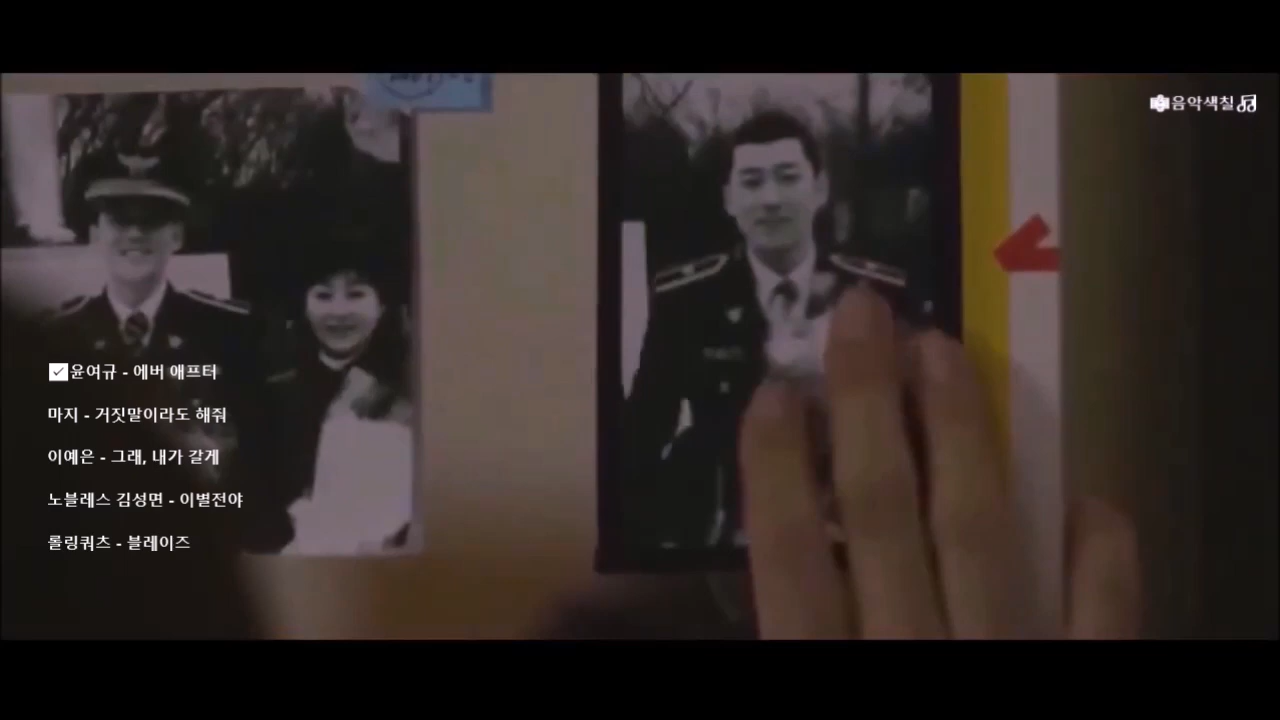 음악색칠
윤여규 - 에버 애프터
마지 - 거짓말이라도 해줘
이예은 - 그래, 내가 갈게
노블레스 김성면 - 이별전야
롤링쿼츠 - 블레이즈